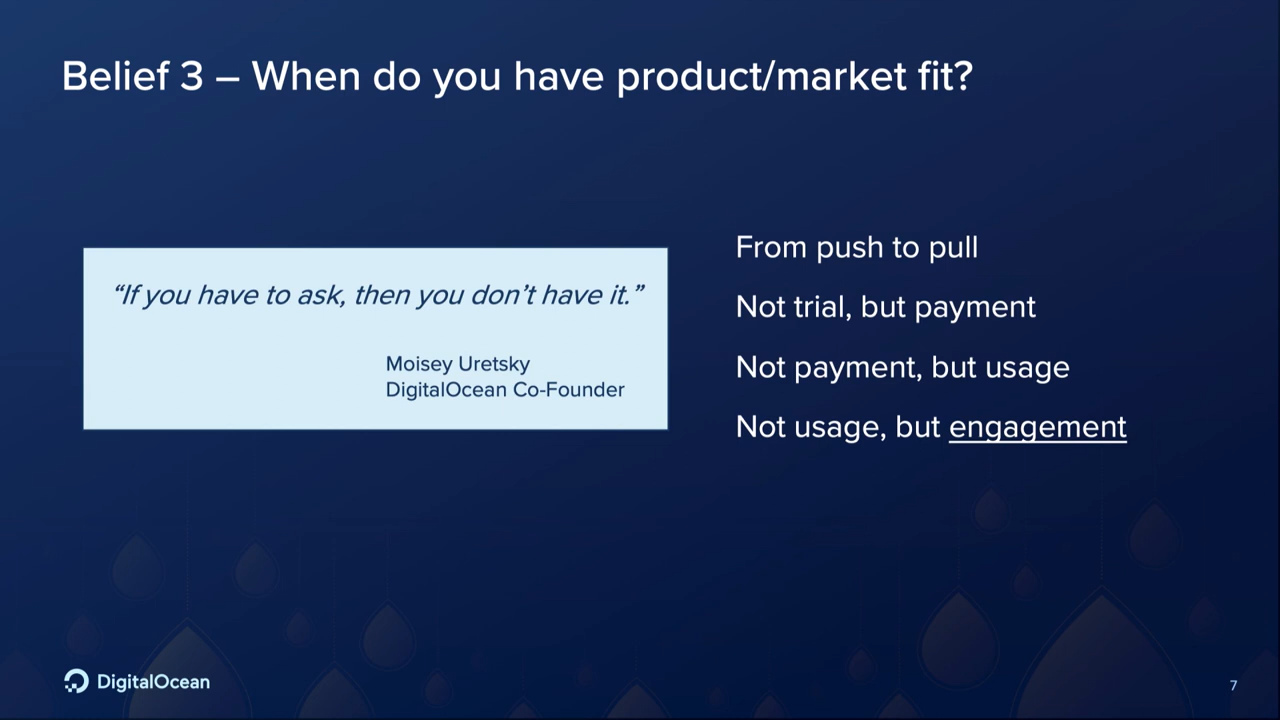 Belief 3 – When do you have product/market fit?
“If you have to ask, then you don’t have it.”
Moisey Uretsky
DigitalOcean Co-Founder
From push to pull
Not trial, but payment
Not payment, but usage
Not usage, but engagement
DigitalOcean
7